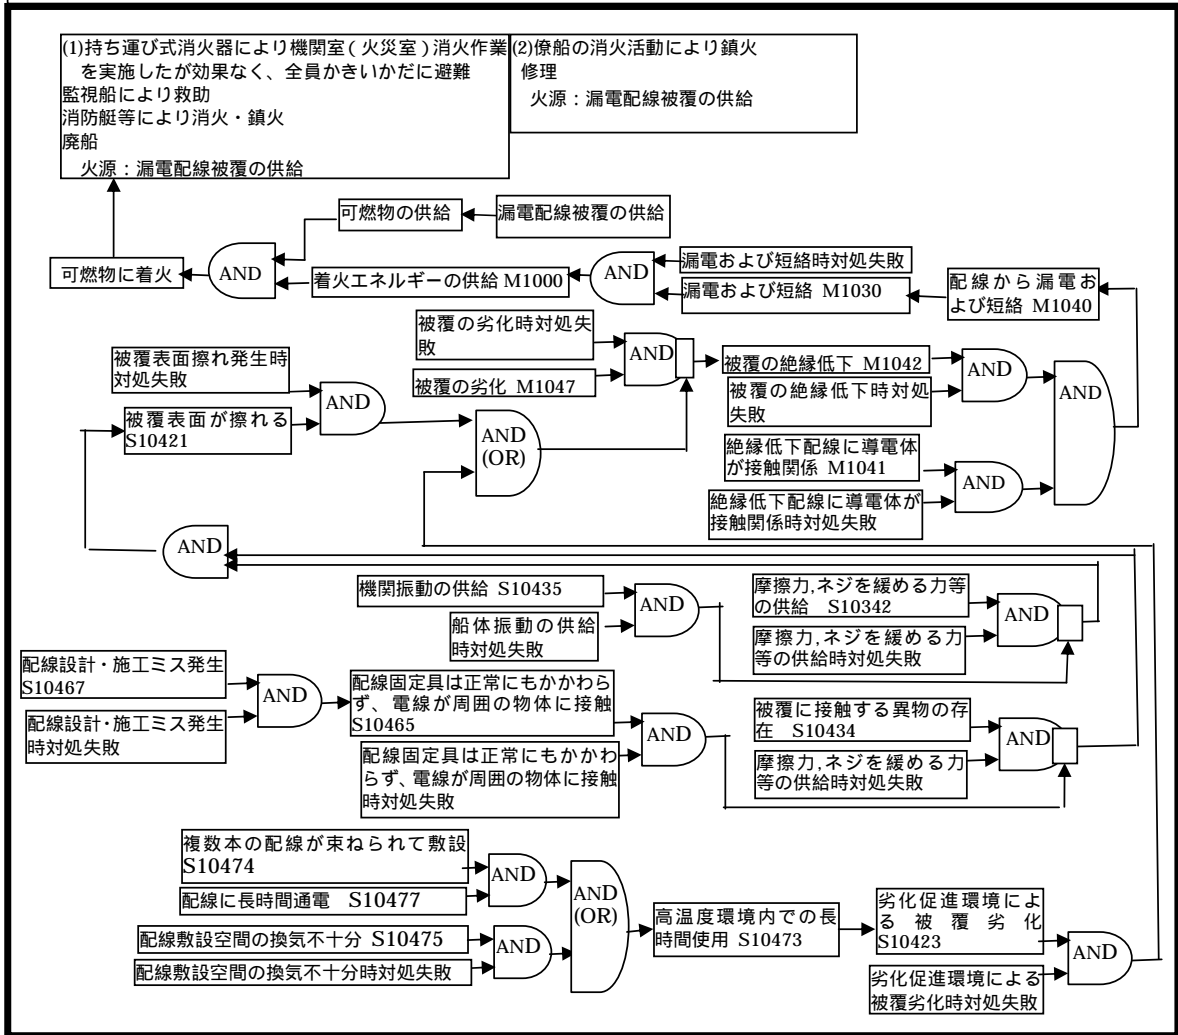 (1)持ち運び式消火器により機関室(火災室)消火作業
を実施したが効果なく、全員かきいかだに避難
監視船により救助
消防艇等により消火・鎮火
廃船
火源：漏電配線被覆の供給
(2)僚船の消火活動により鎮火
修理
火源：漏電配線被覆の供給
可燃物の供給
漏電配線被覆の供給
可燃物に着火
AND
着火エネルギーの供給 M1000
AND
漏電および短絡時対処失敗
漏電および短絡 M1030
配線から漏電お
よび短絡 M1040
被覆の劣化時対処失
敗
被覆の劣化 M1047
AND
被覆の絶縁低下 M1042
被覆の絶縁低下時対処
失敗
AND
AND
被覆表面擦れ発生時
対処失敗
被覆表面が擦れる
S10421
AND
AND
(OR)
絶縁低下配線に導電体
が接触関係 M1041
絶縁低下配線に導電体が
接触関係時対処失敗
AND
AND
機関振動の供給 S10435
船体振動の供給
時対処失敗
AND
摩擦力,ネジを緩める力等
の供給 S10342
摩擦力,ネジを緩める力
等の供給時対処失敗
AND
配線設計・施工ミス発生
S10467
配線設計・施工ミス発生
時対処失敗
AND
配線固定具は正常にもかかわら
ず、電線が周囲の物体に接触
S10465
配線固定具は正常にもかかわ
らず、電線が周囲の物体に接触
時対処失敗
AND
被覆に接触する異物の存
在 S10434
摩擦力,ネジを緩める力
等の供給時対処失敗
AND
複数本の配線が束ねられて敷設
S10474
配線に長時間通電 S10477
AND
配線敷設空間の換気不十分 S10475
配線敷設空間の換気不十分時対処失敗
AND
AND
(OR)
高温度環境内での長
時間使用 S10473
劣化促進環境によ
る被覆劣化
S10423
劣化促進環境による
被覆劣化時対処失敗
AND